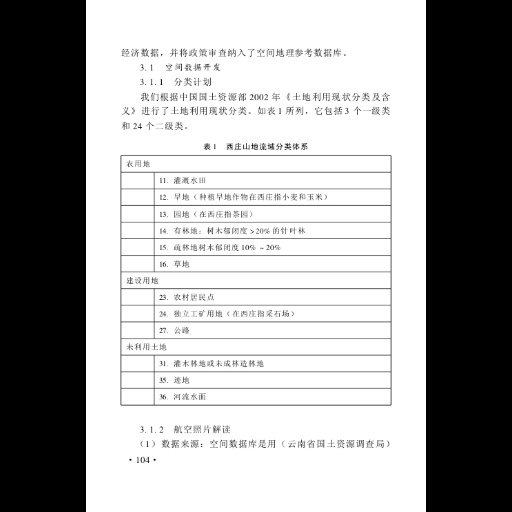 经济数据，并将政策审查纳入了空间地理参考数据库。
3.1 空间数据开发
3.1.1 分类计划
我们根据中国国土资源部 2002 年《土地利用现状分类及含
义》进行了土地利用现状分类。如表 1 所列，它包括 3 个一级类
和 24 个二级类。
表 1 西庄山地流域分类体系
农用地
11. 灌溉水田
12. 旱地（种植旱地作物在西庄指小麦和玉米）
13. 园地（在西庄指茶园）
14. 有林地：树木郁闭度 >20% 的针叶林
15. 疏林地树木郁闭度 10% ~20%
16. 草地
建设用地
23. 农村居民点
24. 独立工矿用地（在西庄指采石场）
27. 公路
未利用土地
31. 灌木林地或未成林造林地
35. 迹地
36. 河流水面
3.1.2 航空照片解读
（1）数据来源：空间数据库是用（云南省国土资源调查局）
·104·